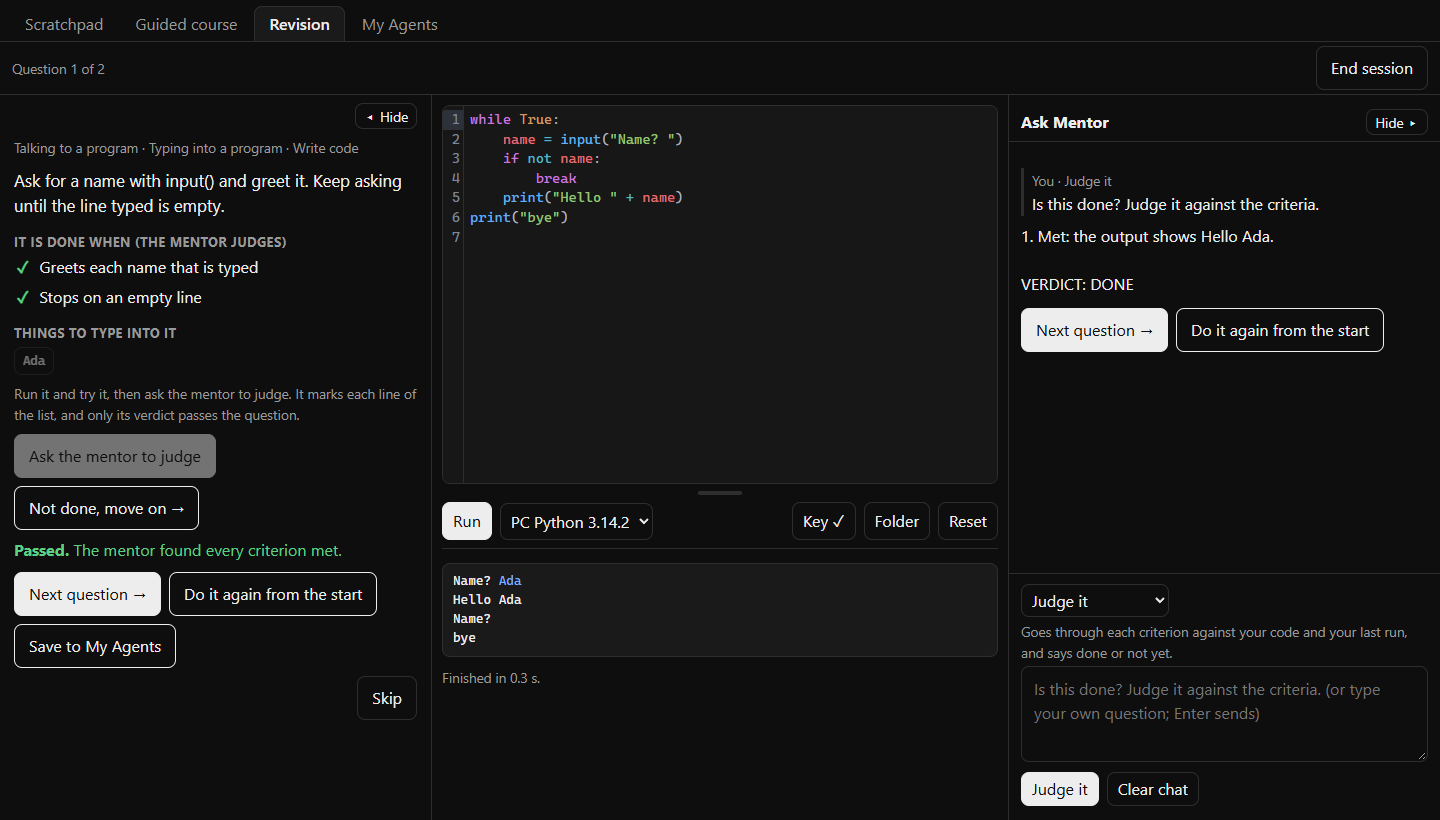 Scratchpad
Guided course
Revision
My Agents
Question 1 of 2
End session
◂ Hide
Talking to a program · Typing into a program · Write code
Ask for a name with input() and greet it. Keep asking
until the line typed is empty.
IT IS DONE WHEN (THE MENTOR JUDGES)
✓ Greets each name that is typed
✓ Stops on an empty line
THINGS TO TYPE INTO IT
Ada
Run it and try it, then ask the mentor to judge. It marks each line of
the list, and only its verdict passes the question.
Ask the mentor to judge
Not done, move on →
Passed. The mentor found every criterion met.
Next question →
Do it again from the start
Save to My Agents
Skip
1 while True:
2     name = input("Name? ")
3     if not name:
4         break
5     print("Hello " + name)
6 print("bye")
7
Run
PC Python 3.14.2
Key ✓
Folder
Reset
Name? Ada
Hello Ada
Name?
bye
Finished in 0.3 s.
Ask Mentor
Hide ▸
You · Judge it
Is this done? Judge it against the criteria.
1. Met: the output shows Hello Ada.
VERDICT: DONE
Next question →
Do it again from the start
Judge it
Goes through each criterion against your code and your last run,
and says done or not yet.
Is this done? Judge it against the criteria. (or type
your own question; Enter sends)
Judge it
Clear chat